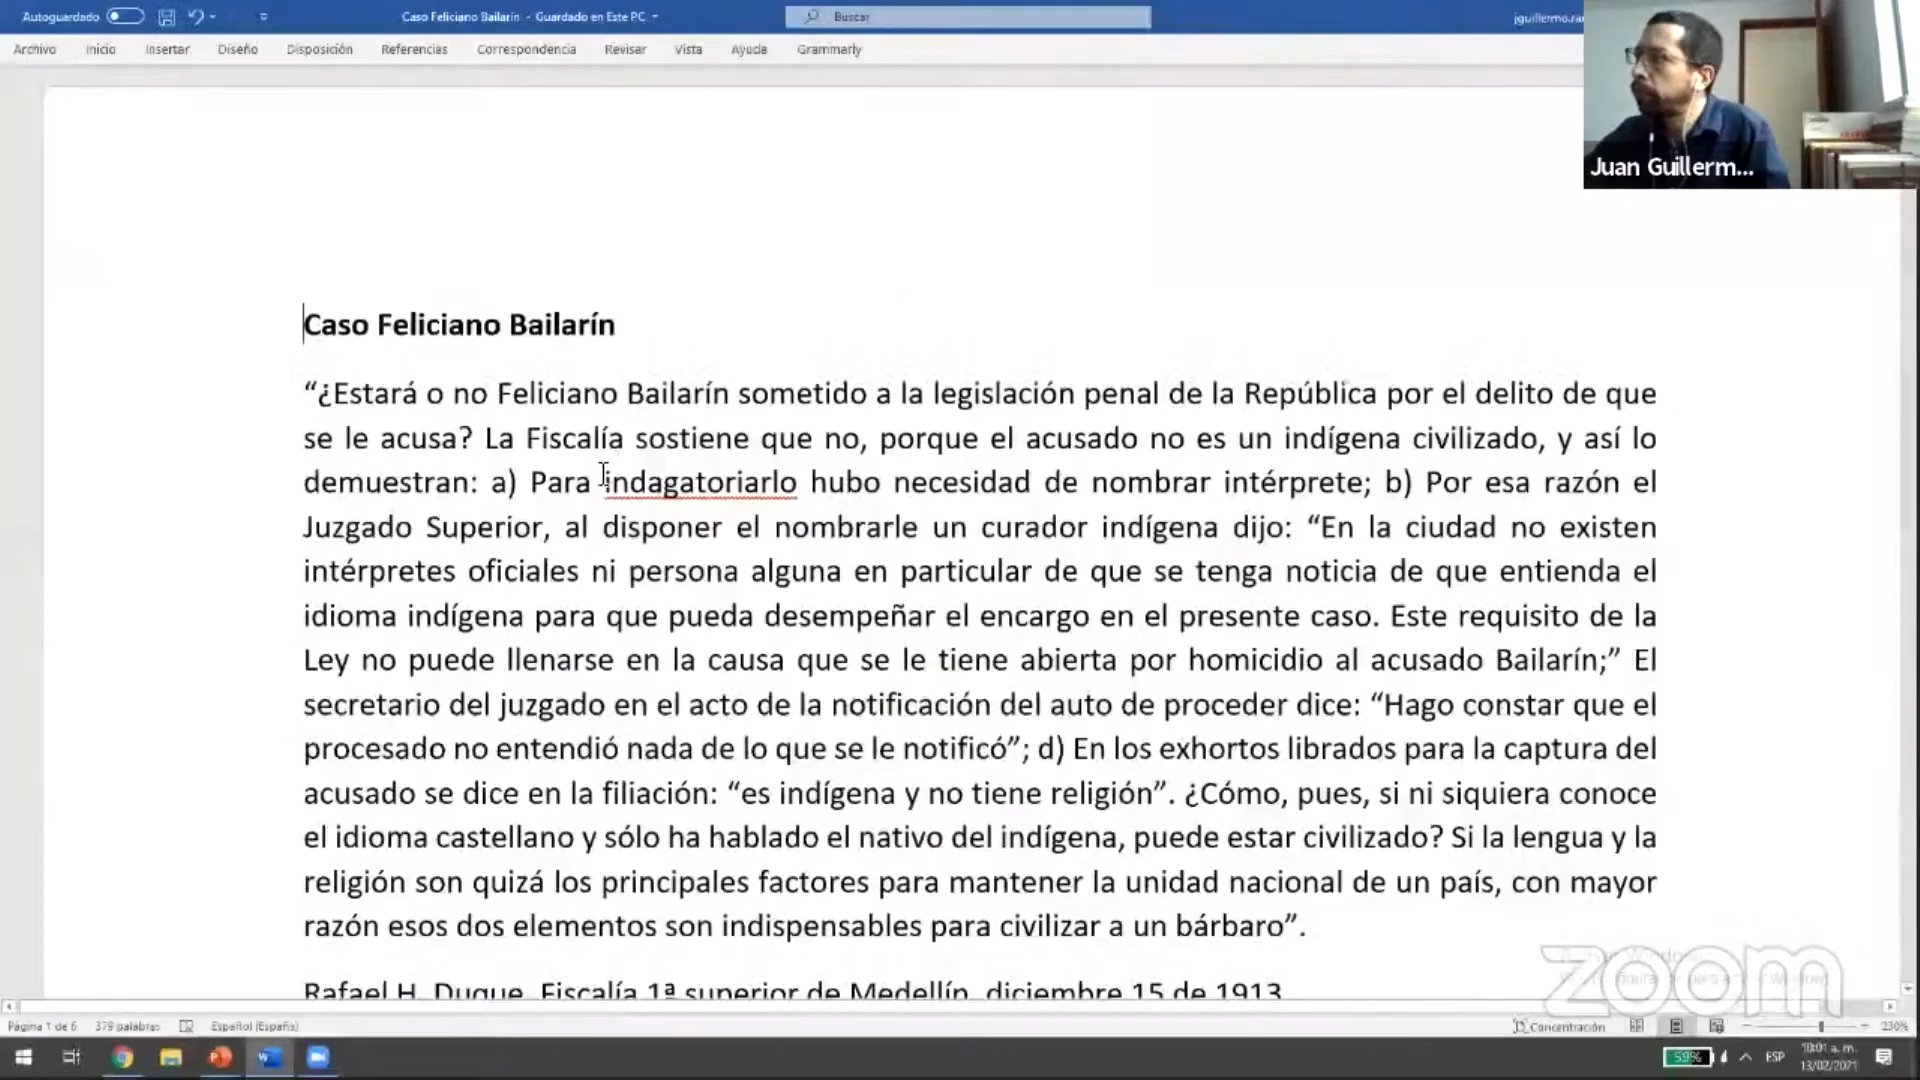 Autoguardado
Caso Feliciano Bailarín - Guardado en Este PC
Buscar
jguillermo.ra
Archivo Inicio Insertar Diseño Disposición Referencias Correspondencia Revisar Vista Ayuda Grammarly
Juan Guillerm...
Caso Feliciano Bailarín
“¿Estará o no Feliciano Bailarín sometido a la legislación penal de la República por el delito de que
se le acusa? La Fiscalía sostiene que no, porque el acusado no es un indígena civilizado, y así lo
demuestran: a) Para indagatoriarlo hubo necesidad de nombrar intérprete; b) Por esa razón el
Juzgado Superior, al disponer el nombrarle un curador indígena dijo: “En la ciudad no existen
intérpretes oficiales ni persona alguna en particular de que se tenga noticia de que entienda el
idioma indígena para que pueda desempeñar el encargo en el presente caso. Este requisito de la
Ley no puede llenarse en la causa que se le tiene abierta por homicidio al acusado Bailarín;” El
secretario del juzgado en el acto de la notificación del auto de proceder dice: “Hago constar que el
procesado no entendió nada de lo que se le notificó”; d) En los exhortos librados para la captura del
acusado se dice en la filiación: “es indígena y no tiene religión”. ¿Cómo, pues, si ni siquiera conoce
el idioma castellano y sólo ha hablado el nativo del indígena, puede estar civilizado? Si la lengua y la
religión son quizá los principales factores para mantener la unidad nacional de un país, con mayor
razón esos dos elementos son indispensables para civilizar a un bárbaro”.
Rafael H. Duque, Fiscalía 1ª superior de Medellín, diciembre 15 de 1913
zoom
Página 1 de 6 379 palabras Español (España) Concentración 230%
59% ESP 10:01 a. m.
13/02/2021